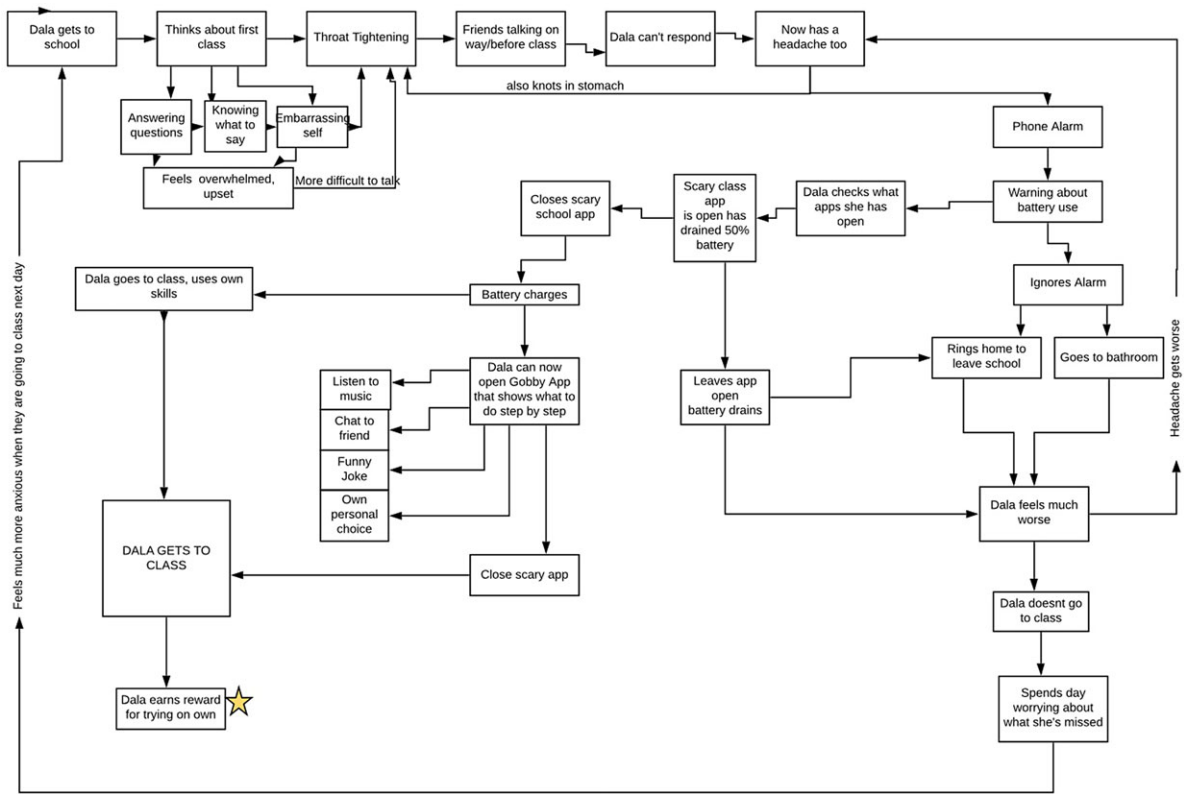 Dala gets to
school
Thinks about first
class
Throat Tightening
Friends talking on
way/before class
Dala can't respond
Now has a
headache too
also knots in stomach
Answering
questions
Knowing
what to
say
Embarrassing
self
Phone Alarm
Feels overwhelmed,
upset
More difficult to talk
Closes scary
school app
Scary class
app
is open has
drained 50%
battery
Dala checks what
apps she has
open
Warning about
battery use
Dala goes to class, uses own
skills
Battery charges
Ignores Alarm
Dala can now
open Gobby App
that shows what to
do step by step
Listen to
music
Chat to
friend
Funny
Joke
Own
personal
choice
Leaves app
open
battery drains
Rings home to
leave school
Goes to bathroom
Headache gets worse
Feels much more anxious when they are going to class next day
DALA GETS TO
CLASS
Close scary app
Dala feels much
worse
Dala doesnt go
to class
Dala earns reward
for trying on own
Spends day
worrying about
what she's missed